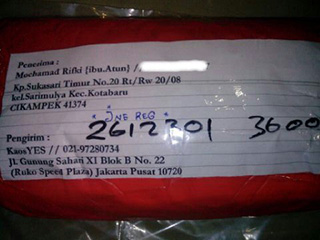 Penerima :
Mochamad Rifki {ibu.Atun} /
Kp.Sukasari Timut No.20 Rt/Rw 20/08
kel.Sarimulya Kec.Kotabaru
CIKAMPEK 41374
"JNE REG"
2612301 3600
Pengirim :
KaosYES // 021-97280734
Jl. Gunung Sahari XI Blok B No. 22
(Ruko Speed Plaza) Jakarta Pusat 10720